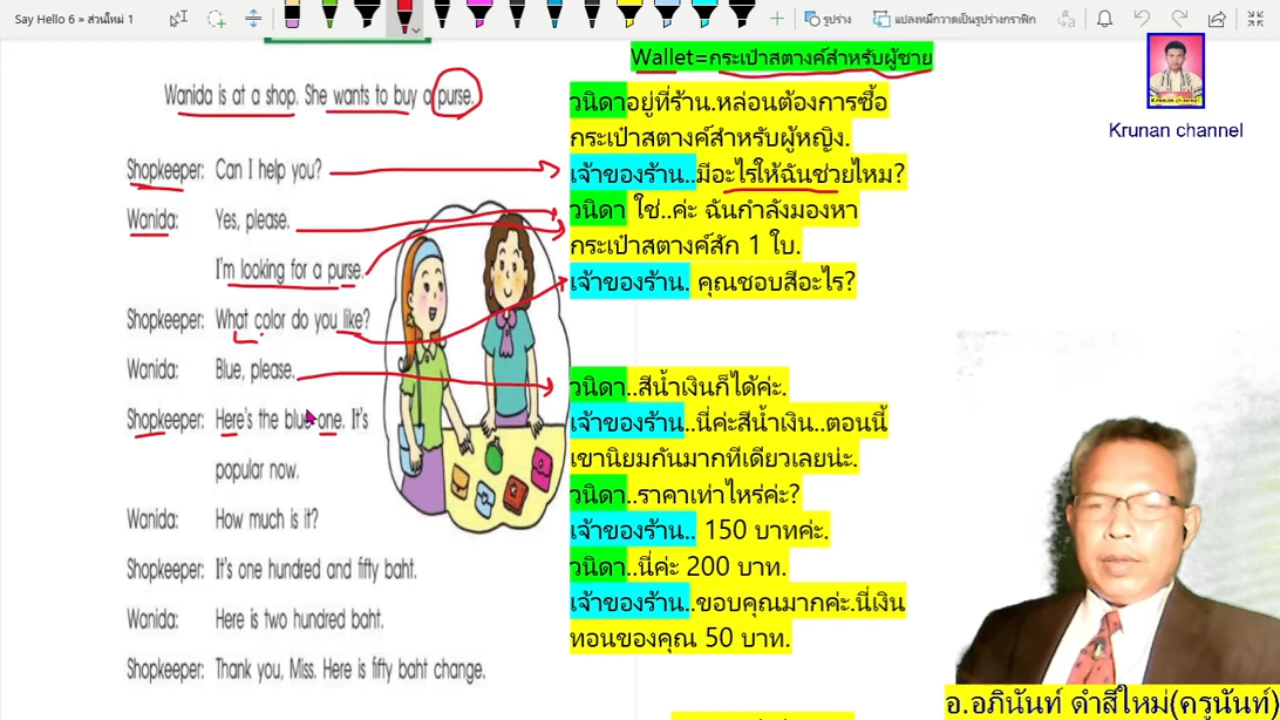 Say Hello 6 » ส่วนใหม่ 1
รูปร่าง
แปลงหมึกวาดเป็นรูปร่างกราฟิก
Wallet=กระเป๋าสตางค์สำหรับผู้ชาย
Krunan channel
Wanida is at a shop. She wants to buy a purse.
Shopkeeper: Can I help you?
Wanida: Yes, please.
I'm looking for a purse.
Shopkeeper: What color do you like?
Wanida: Blue, please.
Shopkeeper: Here's the blue one. It's
popular now.
Wanida: How much is it?
Shopkeeper: It's one hundred and fifty baht.
Wanida: Here is two hundred baht.
Shopkeeper: Thank you, Miss. Here is fifty baht change.
วนิดาอยู่ที่ร้าน.หล่อนต้องการซื้อ
กระเป๋าสตางค์สำหรับผู้หญิง.
เจ้าของร้าน..มีอะไรให้ฉันช่วยไหม?
วนิดา ใช่..ค่ะ ฉันกำลังมองหา
กระเป๋าสตางค์สัก 1 ใบ.
เจ้าของร้าน. คุณชอบสีอะไร?
วนิดา..สีน้ำเงินก็ได้ค่ะ.
เจ้าของร้าน..นี่ค่ะสีน้ำเงิน..ตอนนี้
เขานิยมกันมากทีเดียวเลยน่ะ.
วนิดา..ราคาเท่าไหร่ค่ะ?
เจ้าของร้าน.. 150 บาทค่ะ.
วนิดา..นี่ค่ะ 200 บาท.
เจ้าของร้าน..ขอบคุณมากค่ะ.นี่เงิน
ทอนของคุณ 50 บาท.
อ.อภินันท์ ดำสีใหม่(ครูนันท์)